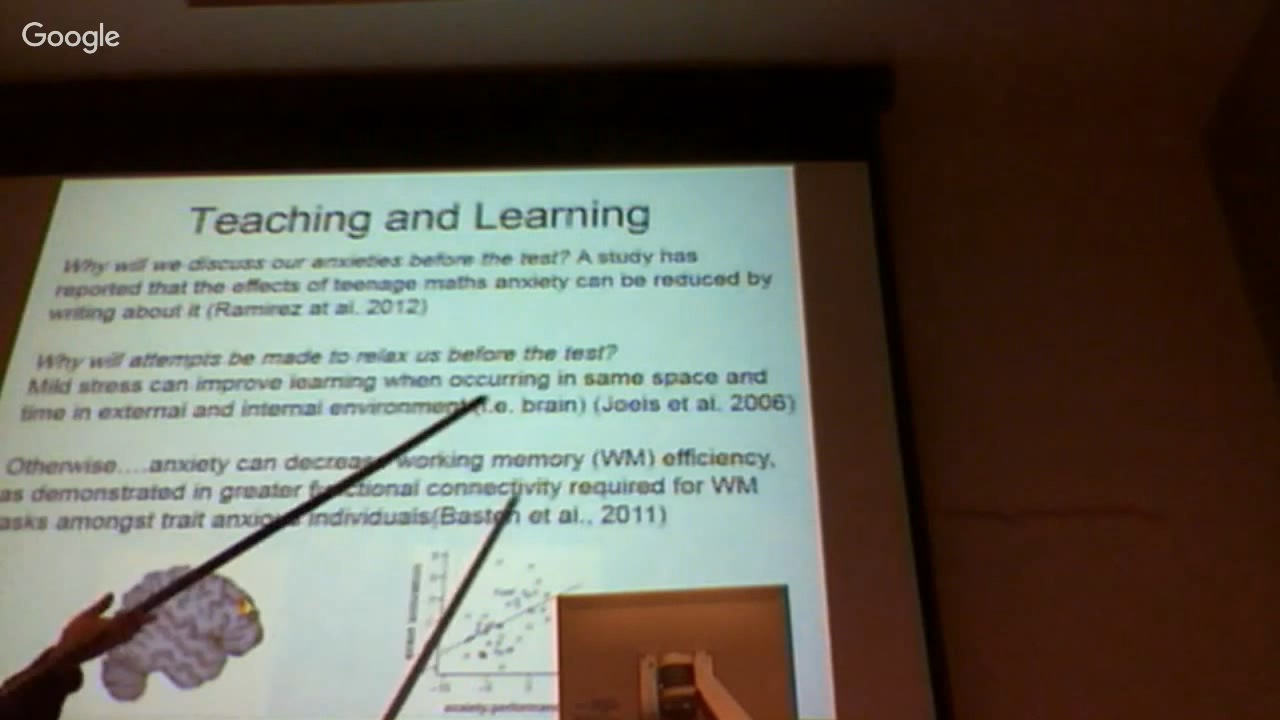 Google
Teaching and Learning
Why will we discuss our anxieties before the test? A study has
reported that the effects of teenage maths anxiety can be reduced by
writing about it (Ramirez at al. 2012)
Why will attempts be made to relax us before the test?
Mild stress can improve learning when occurring in same space and
time in external and internal environment (i.e. brain) (Joels et al. 2006)
Otherwise....anxiety can decrease working memory (WM) efficiency,
as demonstrated in greater functional connectivity required for WM
asks amongst trait anxious individuals(Basten et al., 2011)